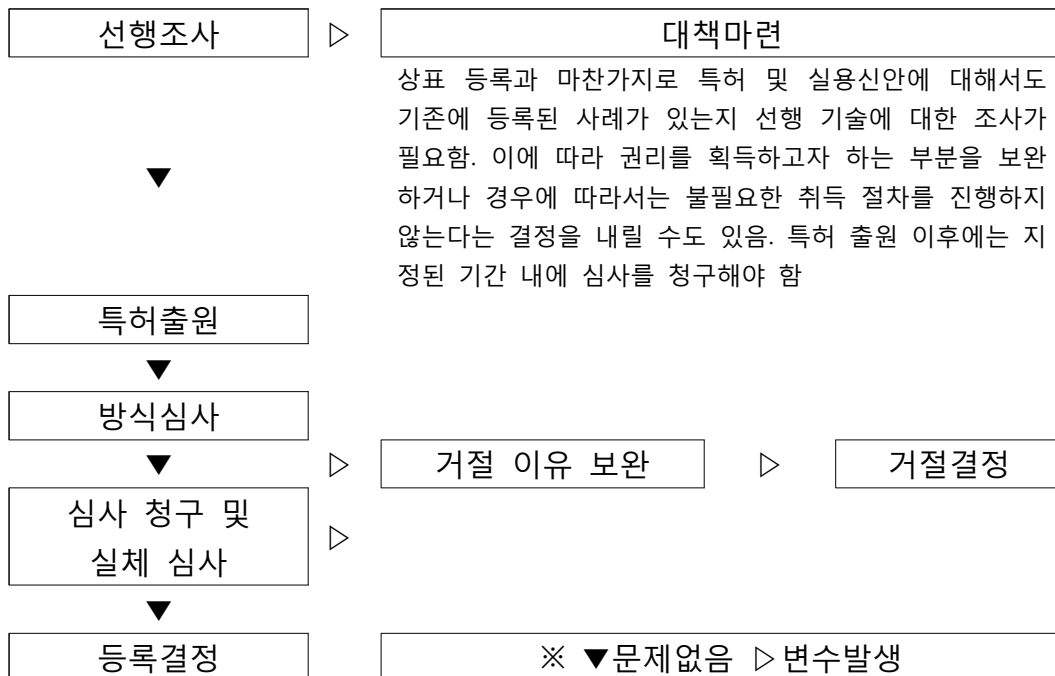 선행조사 ▷ 대책마련
상표 등록과 마찬가지로 특허 및 실용신안에 대해서도
기존에 등록된 사례가 있는지 선행 기술에 대한 조사가
필요함. 이에 따라 권리를 획득하고자 하는 부분을 보완
하거나 경우에 따라서는 불필요한 취득 절차를 진행하지
않는다는 결정을 내릴 수도 있음. 특허 출원 이후에는 지
정된 기간 내에 심사를 청구해야 함
▼
특허출원
▼
방식심사
▼ ▷ 거절 이유 보완 ▷ 거절결정
심사 청구 및
실체 심사
▷
▼
등록결정
※ ▼문제없음 ▷변수발생